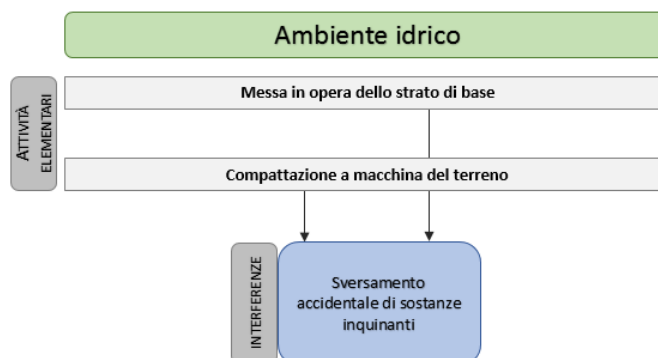 Ambiente idrico
ATTIVITÀ
ELEMENTARI
Messa in opera dello strato di base
Compattazione a macchina del terreno
INTERFERENZE
Sversamento
accidentale di sostanze
inquinanti